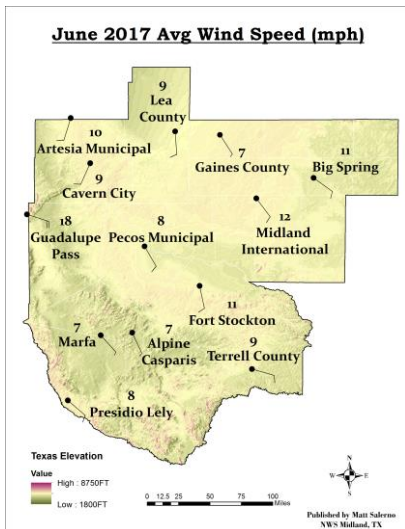 June 2017 Avg Wind Speed (mph)
9
Lea
County
10
Artesia Municipal
7
Gaines County
11
Big Spring
9
Cavern City
18
Guadalupe
Pass
8
Pecos Municipal
12
Midland
International
11
Fort Stockton
7
Marfa
7
Alpine
Casparis
9
Terrell County
8
Presidio Lely
Texas Elevation
Value
High : 8750FT
Low : 1800FT
N
W E
S
0 12.5 25 50 75 100
Miles
Published by Matt Salerno
NWS Midland, TX